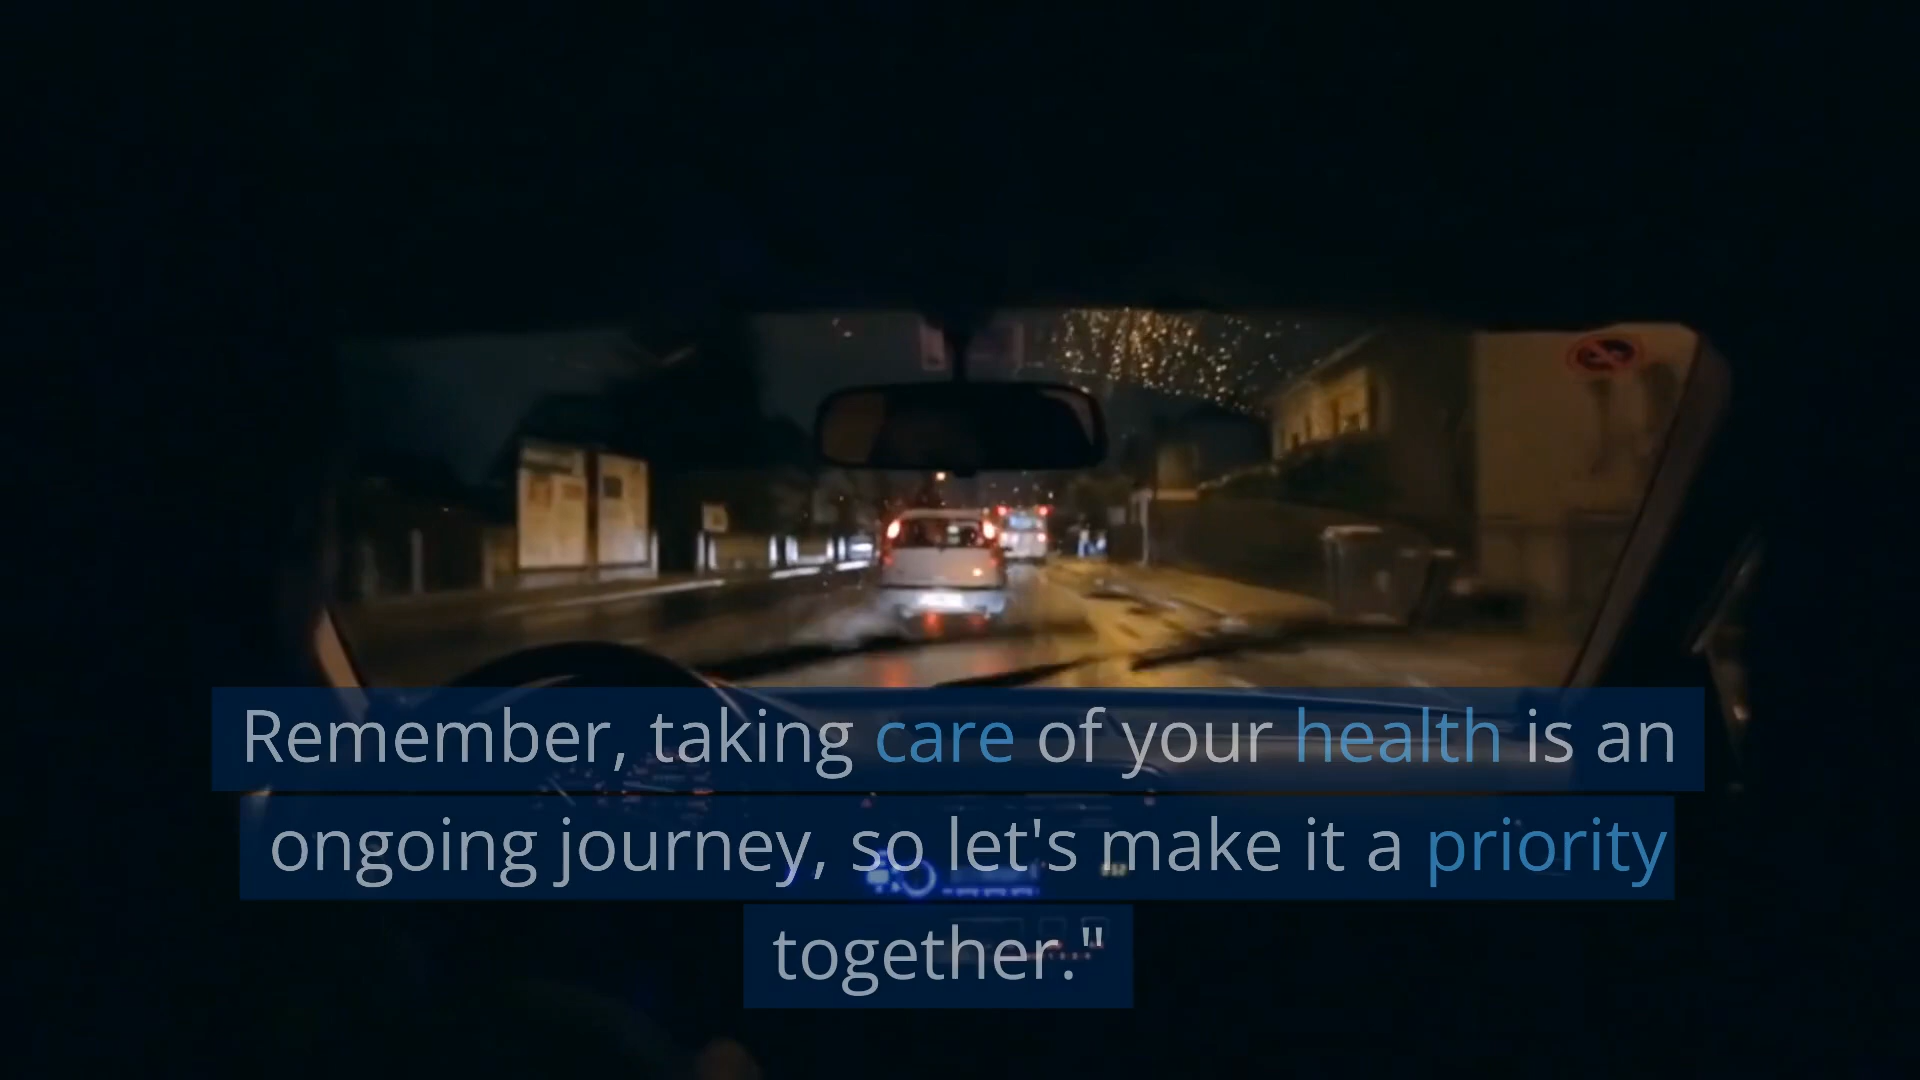 Remember, taking care of your health is an
ongoing journey, so let's make it a priority
together."